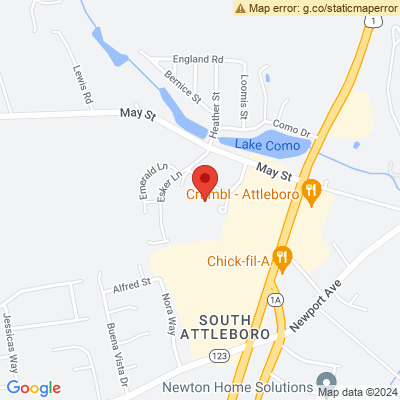 Map error: g.co/staticmaperror
1
England Rd
Lewis Rd
Bernice St
Loomis St
Heather St
May St
Como Dr
Lake Como
May St
Emerald Ln
Esker Ln
Crumbl - Attleboro
Chick-fil-A
Alfred St
Nora Way
1A
Newport Ave
Jessicas Way
Buena Vista Dr
SOUTH
ATTLEBORO
123
Google
Newton Home Solutions
Map data ©2024